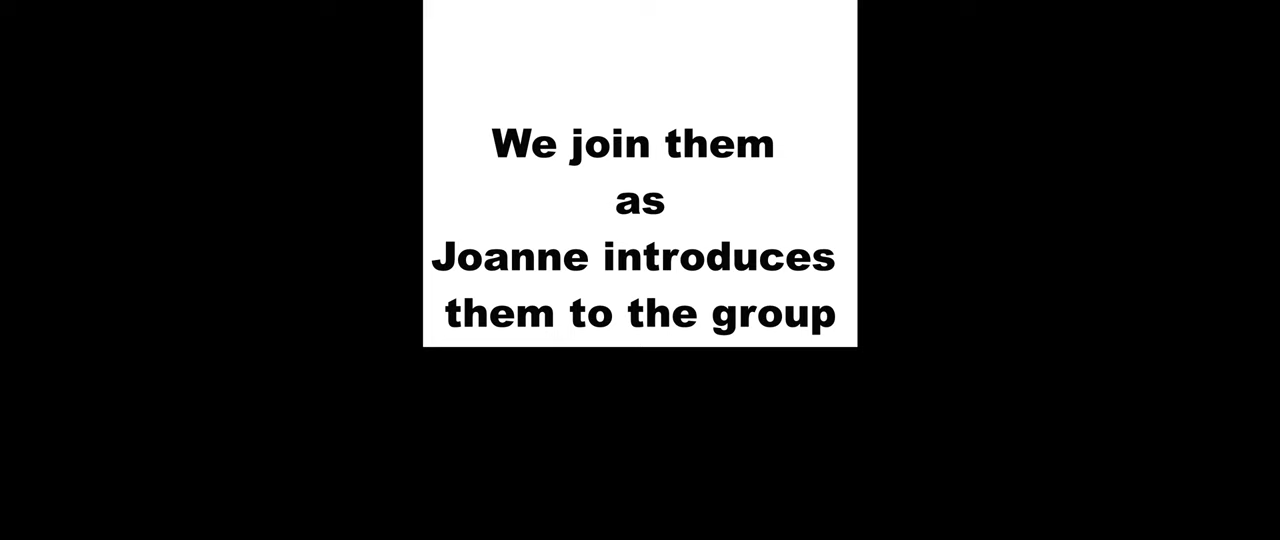 We join them
as
Joanne introduces
them to the group